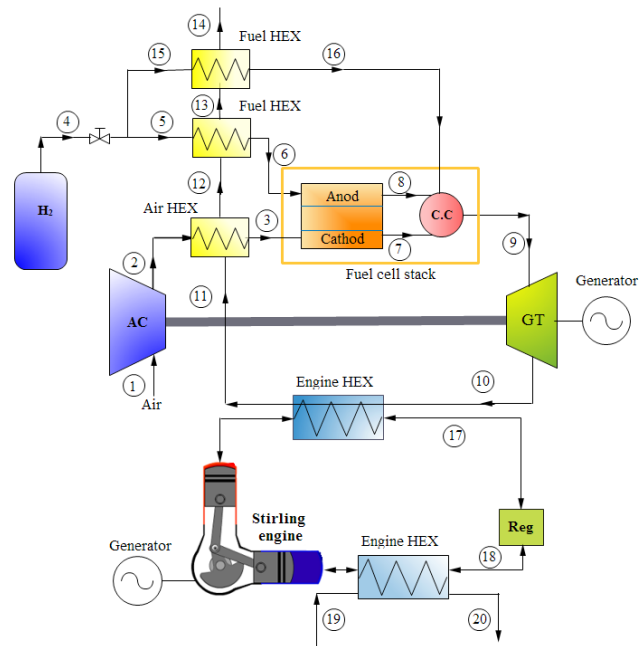 14
Fuel HEX
15
16
13
Fuel HEX
4
5
6
12
8
Anod
H2
Air HEX
3
C.C
Cathod
7
9
2
Fuel cell stack
11
Generator
AC
GT
1
Air
Engine HEX
10
17
Stirling
engine
Reg
Engine HEX
Generator
18
19
20